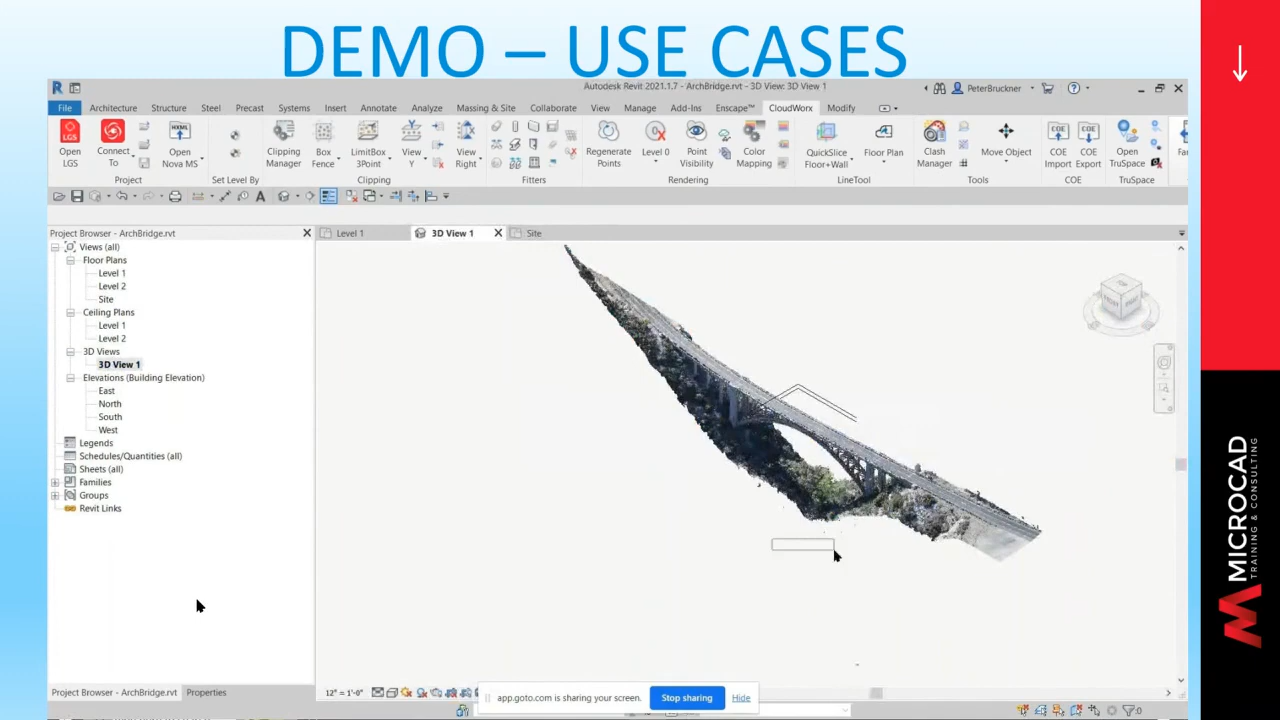 DEMO – USE CASES
Autodesk Revit 2021.1.7 - ArchBridge.rvt - 3D View: 3D View 1
PeterBruckner
File Architecture Structure Steel Precast Systems Insert Annotate Analyze Massing & Site Collaborate View Manage Add-Ins Enscape™ CloudWorx Modify
Open LGS
Connect To
Open Nova MS
Clipping Manager
Box Fence
LimitBox 3Point
View Y
View Right
Regenerate Points
Level 0
Point Visibility
Color Mapping
QuickSlice Floor+Wall
Floor Plan
Clash Manager
Move Object
COE Import
COE Export
Open TruSpace
Project Set Level By Clipping Fitters Rendering LineTool Tools COE TruSpace
Project Browser - ArchBridge.rvt
Level 1 3D View 1 Site
Views (all)
Floor Plans
Level 1
Level 2
Site
Ceiling Plans
Level 1
Level 2
3D Views
3D View 1
Elevations (Building Elevation)
East
North
South
West
Legends
Schedules/Quantities (all)
Sheets (all)
Families
Groups
Revit Links
Project Browser - ArchBridge.rvt Properties
12" = 1'-0"
app.goto.com is sharing your screen. Stop sharing Hide
:0
MICROCAD
TRAINING & CONSULTING